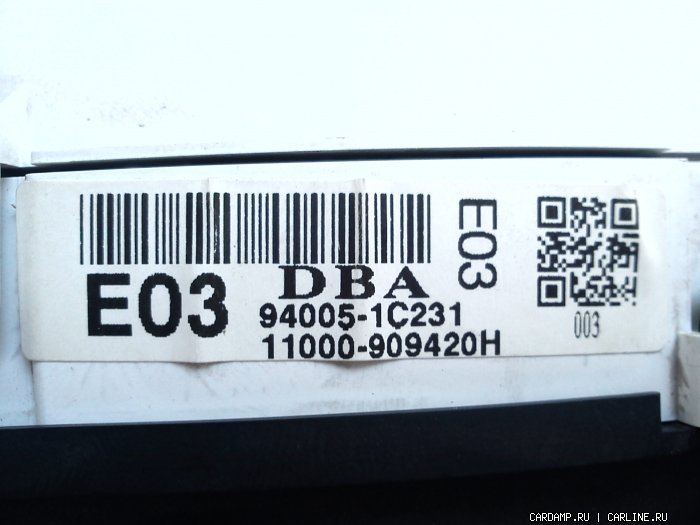 E03
DBA
E03
94005-1C231
11000-909420H
003
CARDAMP.RU | CARLINE.RU